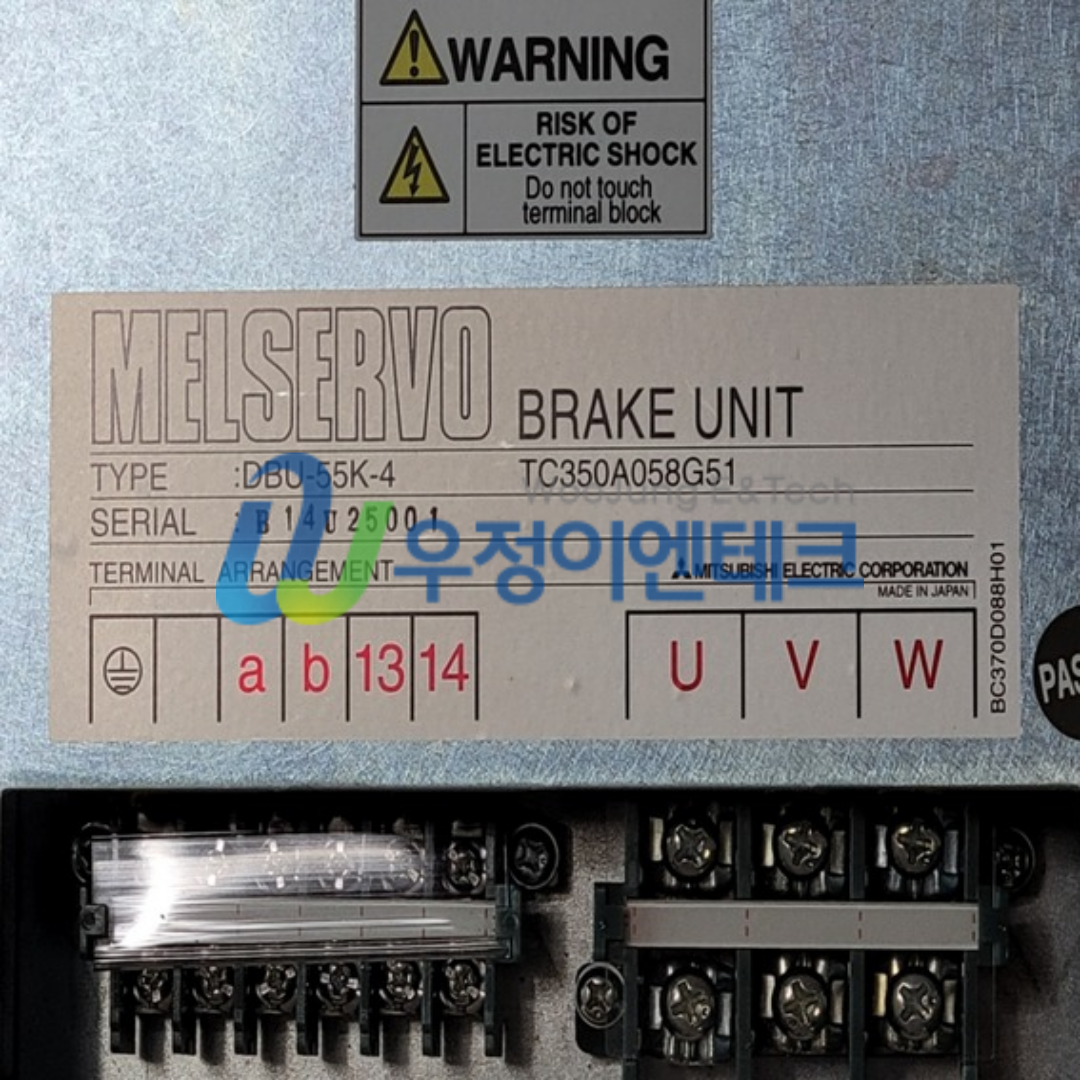 WARNING
RISK OF
ELECTRIC SHOCK
Do not touch
terminal block
MELSERVO BRAKE UNIT
TYPE :DBU-55K-4 TC350A058G51
WooJung E&Tech
SERIAL : B14U25001
우정이엔테크
TERMINAL ARRANGEMENT MITSUBISHI ELECTRIC CORPORATION
MADE IN JAPAN
a b 13 14 U V W
BC370D088H01
PAS